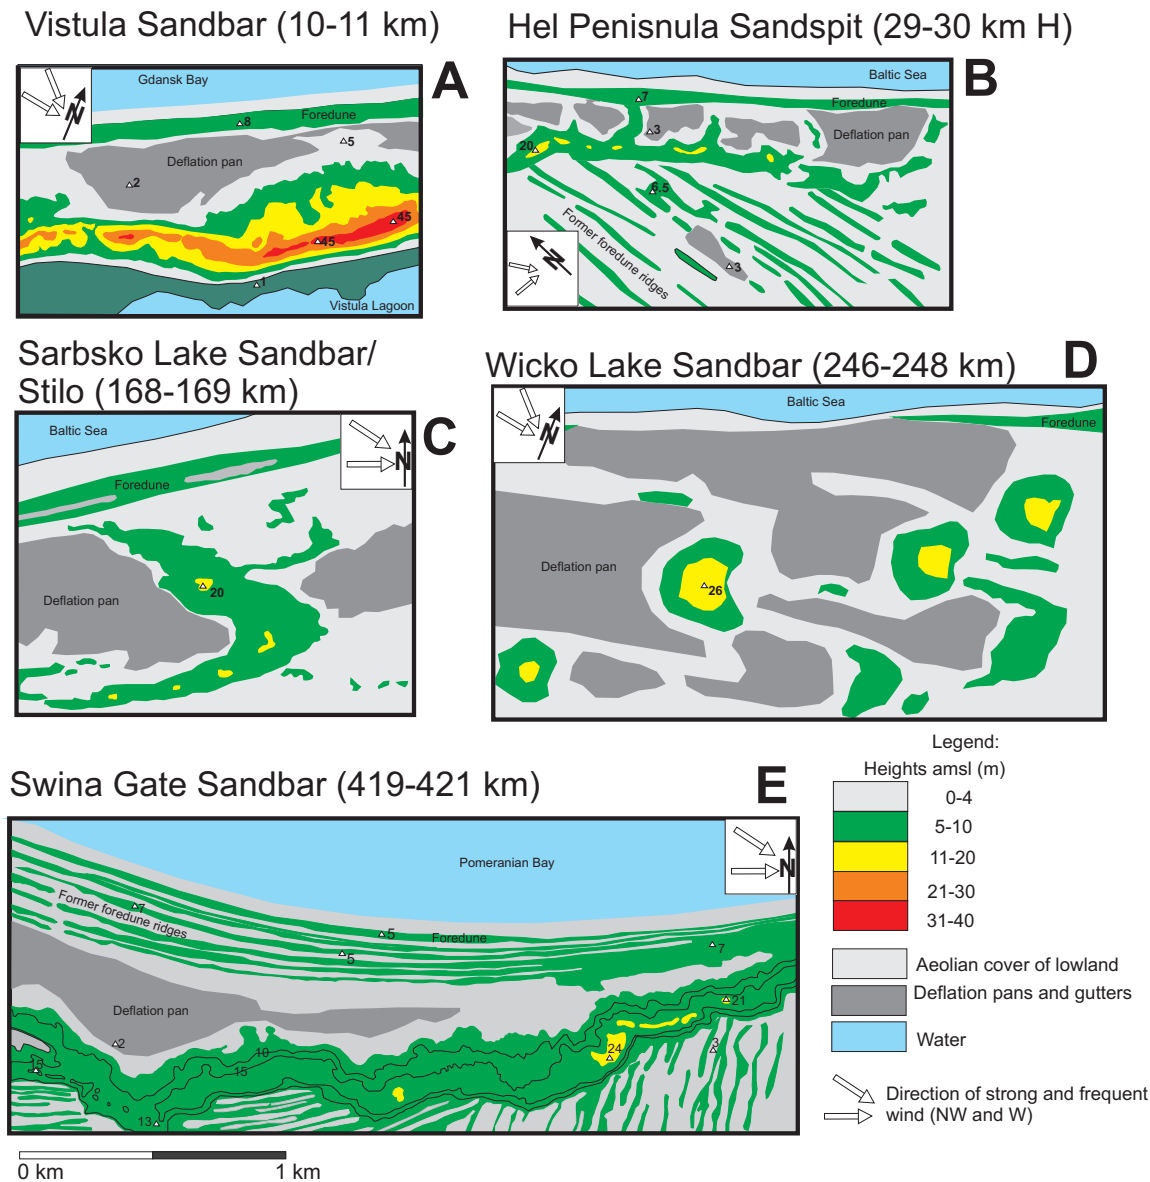 Vistula Sandbar (10-11 km)
Hel Penisnula Sandspit (29-30 km H)
A
N
Gdansk Bay
Foredune
8
5
Deflation pan
2
45
45
1
Vistula Lagoon
B
Baltic Sea
7
Foredune
3
Deflation pan
20
6.5
Former foredune ridges
3
N
Sarbsko Lake Sandbar/
Stilo (168-169 km)
C
Baltic Sea
N
Foredune
20
Deflation pan
Wicko Lake Sandbar (246-248 km)
D
Baltic Sea
N
Foredune
Deflation pan
26
Swina Gate Sandbar (419-421 km)
E
N
Pomeranian Bay
7
Former foredune ridges
5
Foredune
5
7
21
Deflation pan
2
10
15
24
3
13
Legend:
Heights amsl (m)
0-4
5-10
11-20
21-30
31-40
Aeolian cover of lowland
Deflation pans and gutters
Water
Direction of strong and frequent
wind (NW and W)
0 km
1 km